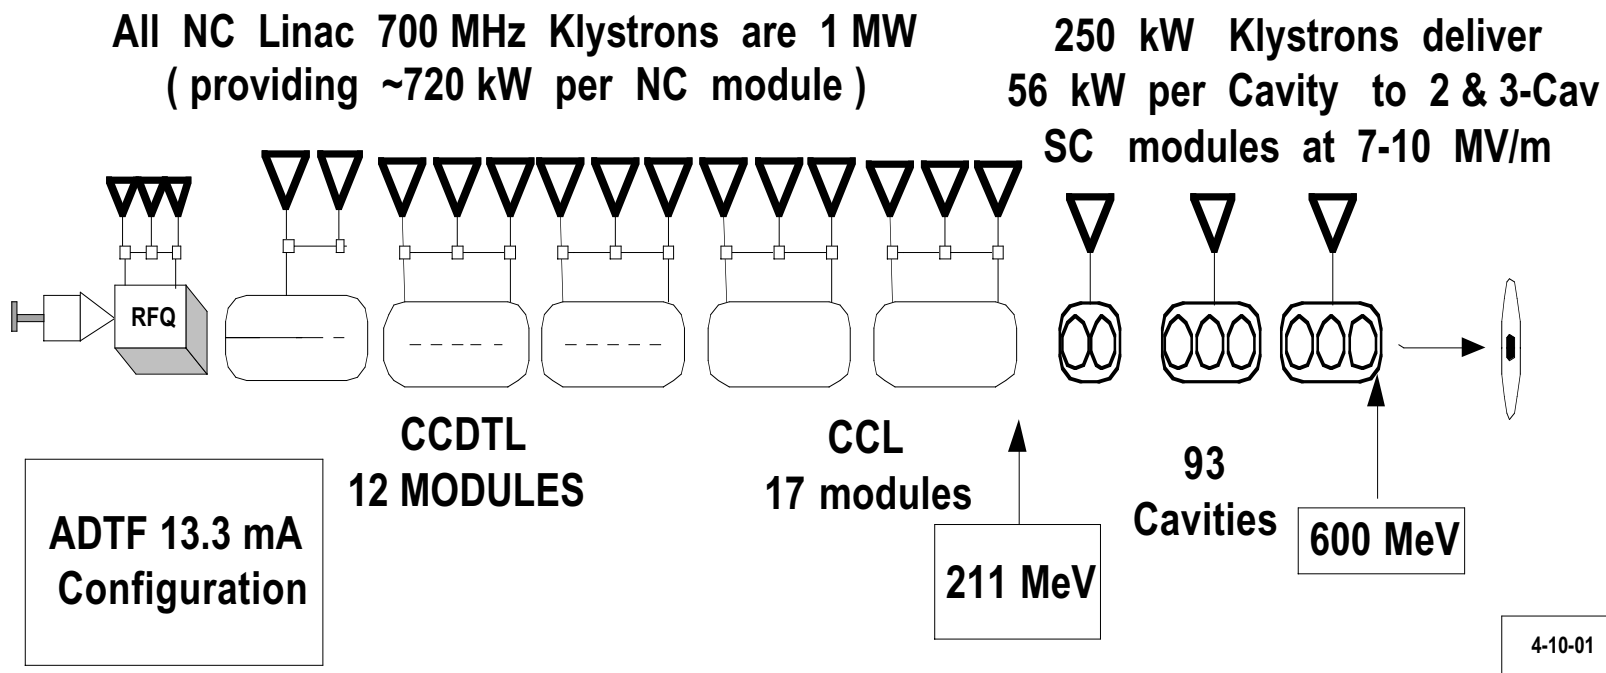 All NC Linac 700 MHz Klystrons are 1 MW
( providing ~720 kW per NC module )
250 kW Klystrons deliver
56 kW per Cavity to 2 & 3-Cav
SC modules at 7-10 MV/m
RFQ
CCDTL
12 MODULES
CCL
17 modules
93
Cavities
ADTF 13.3 mA
Configuration
211 MeV
600 MeV
4-10-01